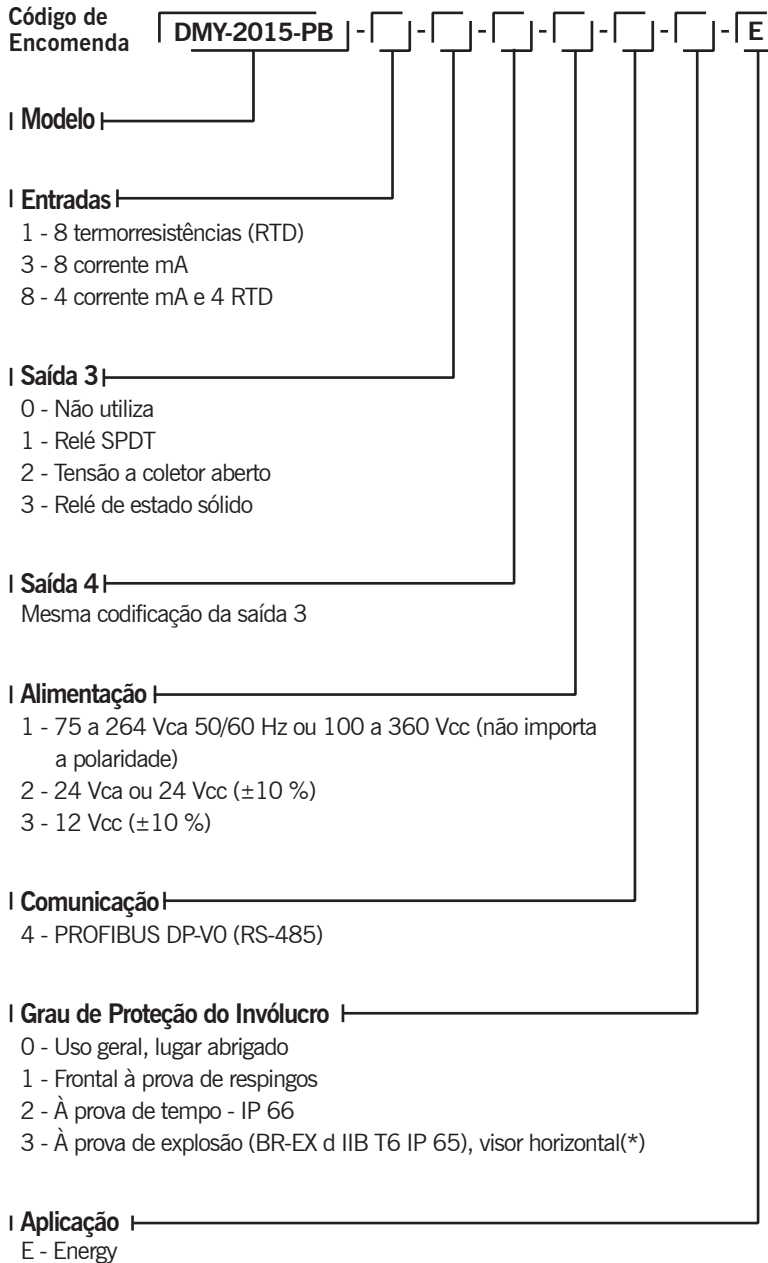 Código de
Encomenda
DMY-2015-PB - - - - - - - E
Modelo
Entradas
1 - 8 termorresistências (RTD)
3 - 8 corrente mA
8 - 4 corrente mA e 4 RTD
Saída 3
0 - Não utiliza
1 - Relé SPDT
2 - Tensão a coletor aberto
3 - Relé de estado sólido
Saída 4
Mesma codificação da saída 3
Alimentação
1 - 75 a 264 Vca 50/60 Hz ou 100 a 360 Vcc (não importa
a polaridade)
2 - 24 Vca ou 24 Vcc (±10 %)
3 - 12 Vcc (±10 %)
Comunicação
4 - PROFIBUS DP-V0 (RS-485)
Grau de Proteção do Invólucro
0 - Uso geral, lugar abrigado
1 - Frontal à prova de respingos
2 - À prova de tempo - IP 66
3 - À prova de explosão (BR-EX d IIB T6 IP 65), visor horizontal(*)
Aplicação
E - Energy